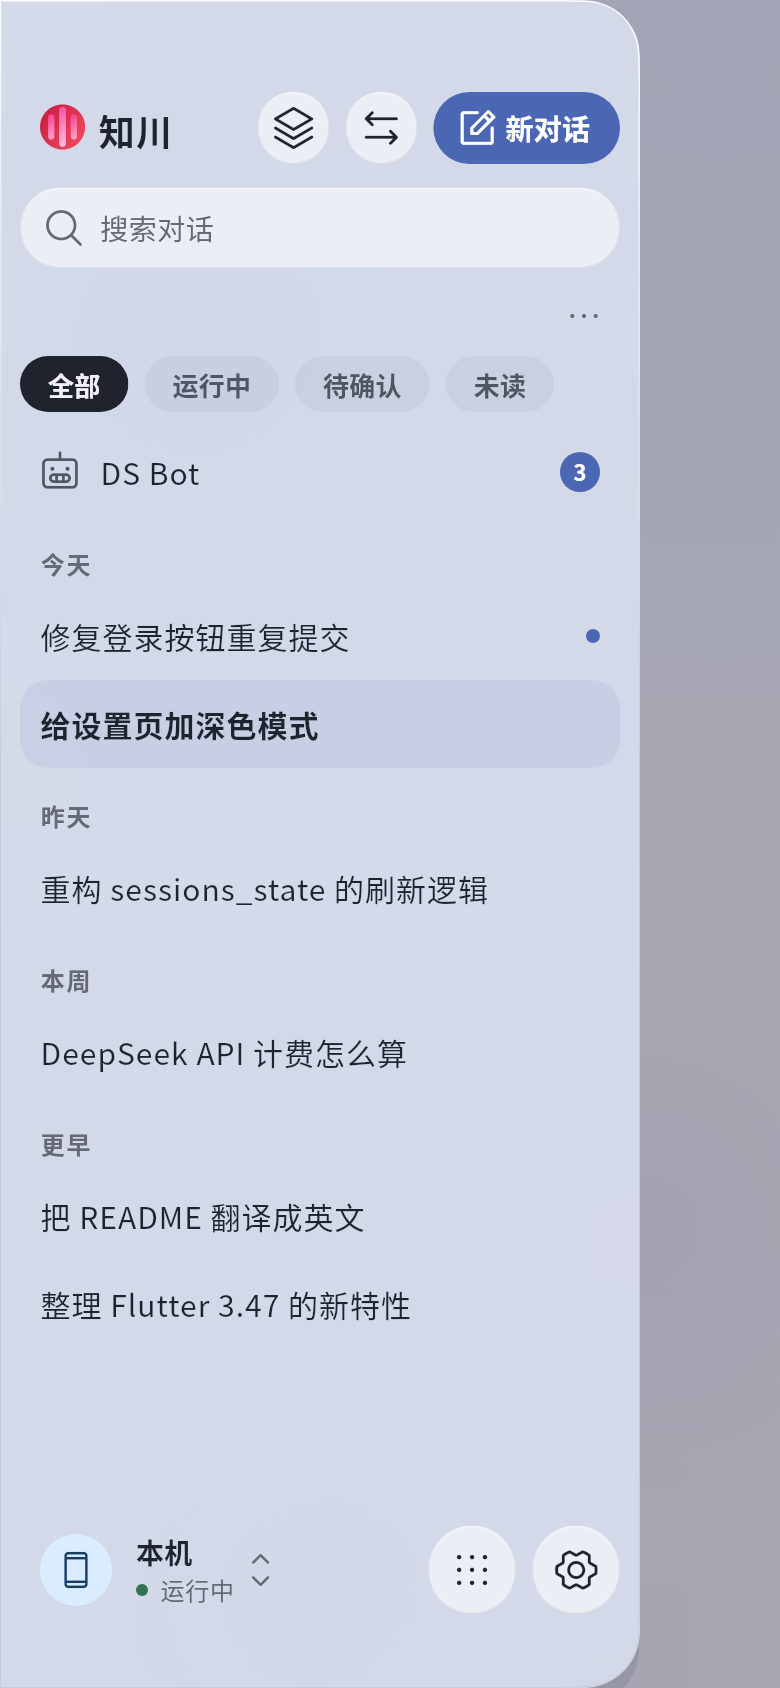 知川
新对话
搜索对话
全部 运行中 待确认 未读
DS Bot 3
今天
修复登录按钮重复提交
给设置页加深色模式
昨天
重构 sessions_state 的刷新逻辑
本周
DeepSeek API 计费怎么算
更早
把 README 翻译成英文
整理 Flutter 3.47 的新特性
本机
运行中